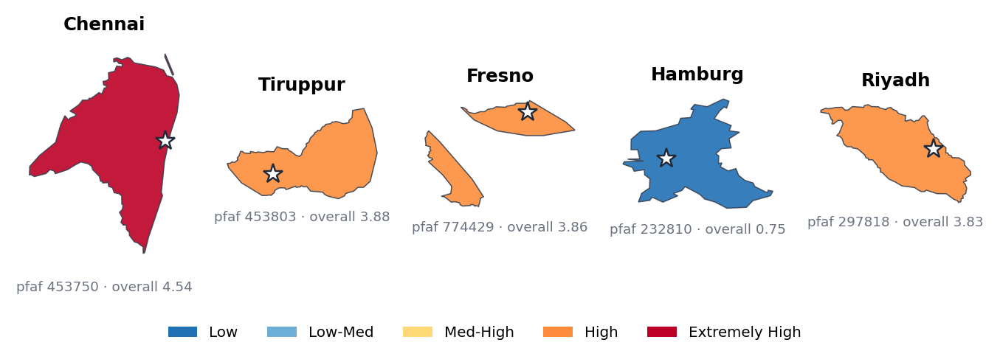 Chennai
Tiruppur
Fresno
Hamburg
Riyadh
pfaf 453750 · overall 4.54
pfaf 453803 · overall 3.88
pfaf 774429 · overall 3.86
pfaf 232810 · overall 0.75
pfaf 297818 · overall 3.83
Low
Low-Med
Med-High
High
Extremely High